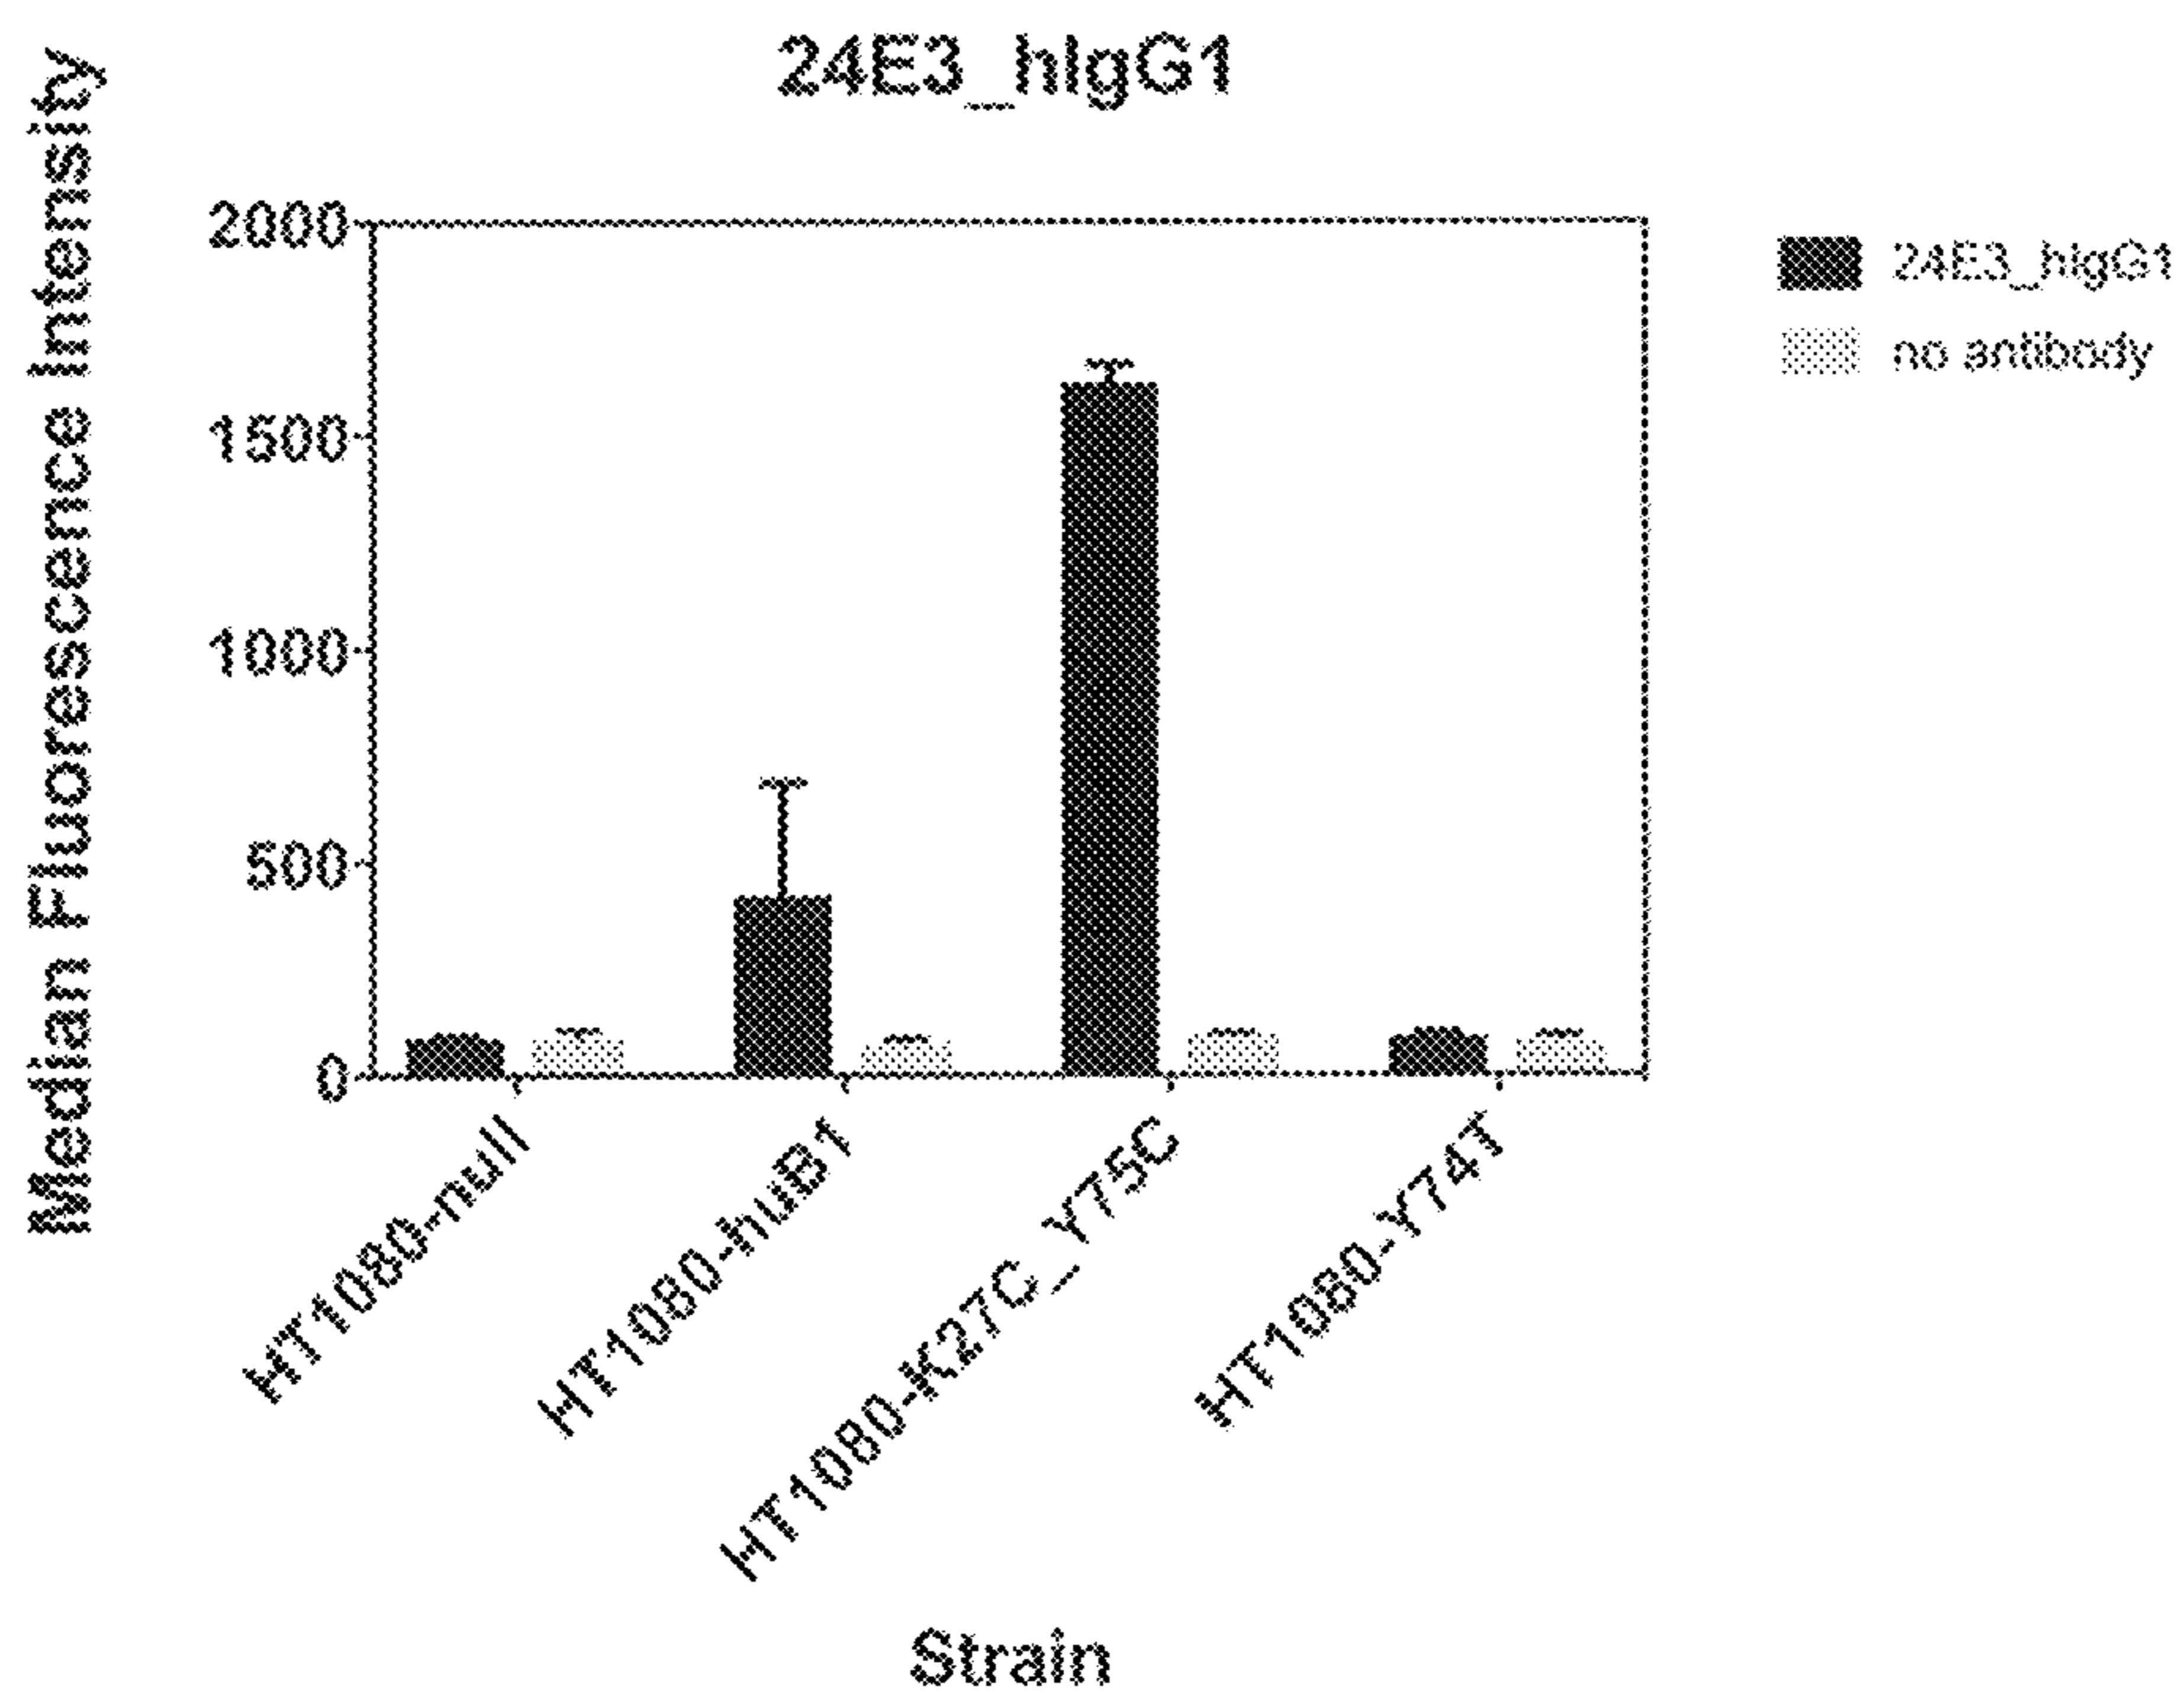 24E3_hIgG1
Median Fluorescence Intensity
2000
1500
1000
500
0
24E3_hIgG1
no antibody
HT1080-null
HT1080-huB1
HT1080-K27C_Y75C
HT1080-Y74T
Strain